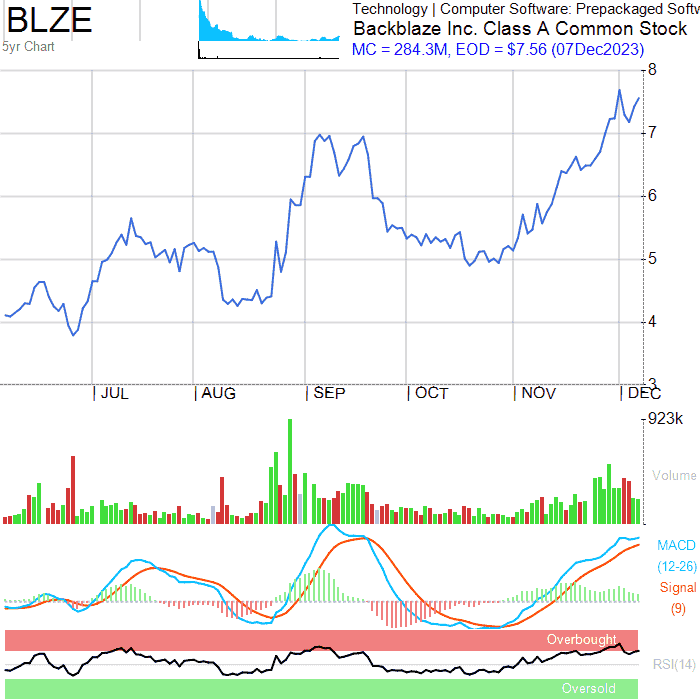 BLZE
5yr Chart
Technology | Computer Software: Prepackaged Softw
Backblaze Inc. Class A Common Stock
MC = 284.3M, EOD = $7.56 (07Dec2023)
8
7
6
5
4
3
JUL AUG SEP OCT NOV DEC
923k
Volume
MACD
(12-26)
Signal
(9)
Overbought
RSI(14)
Oversold